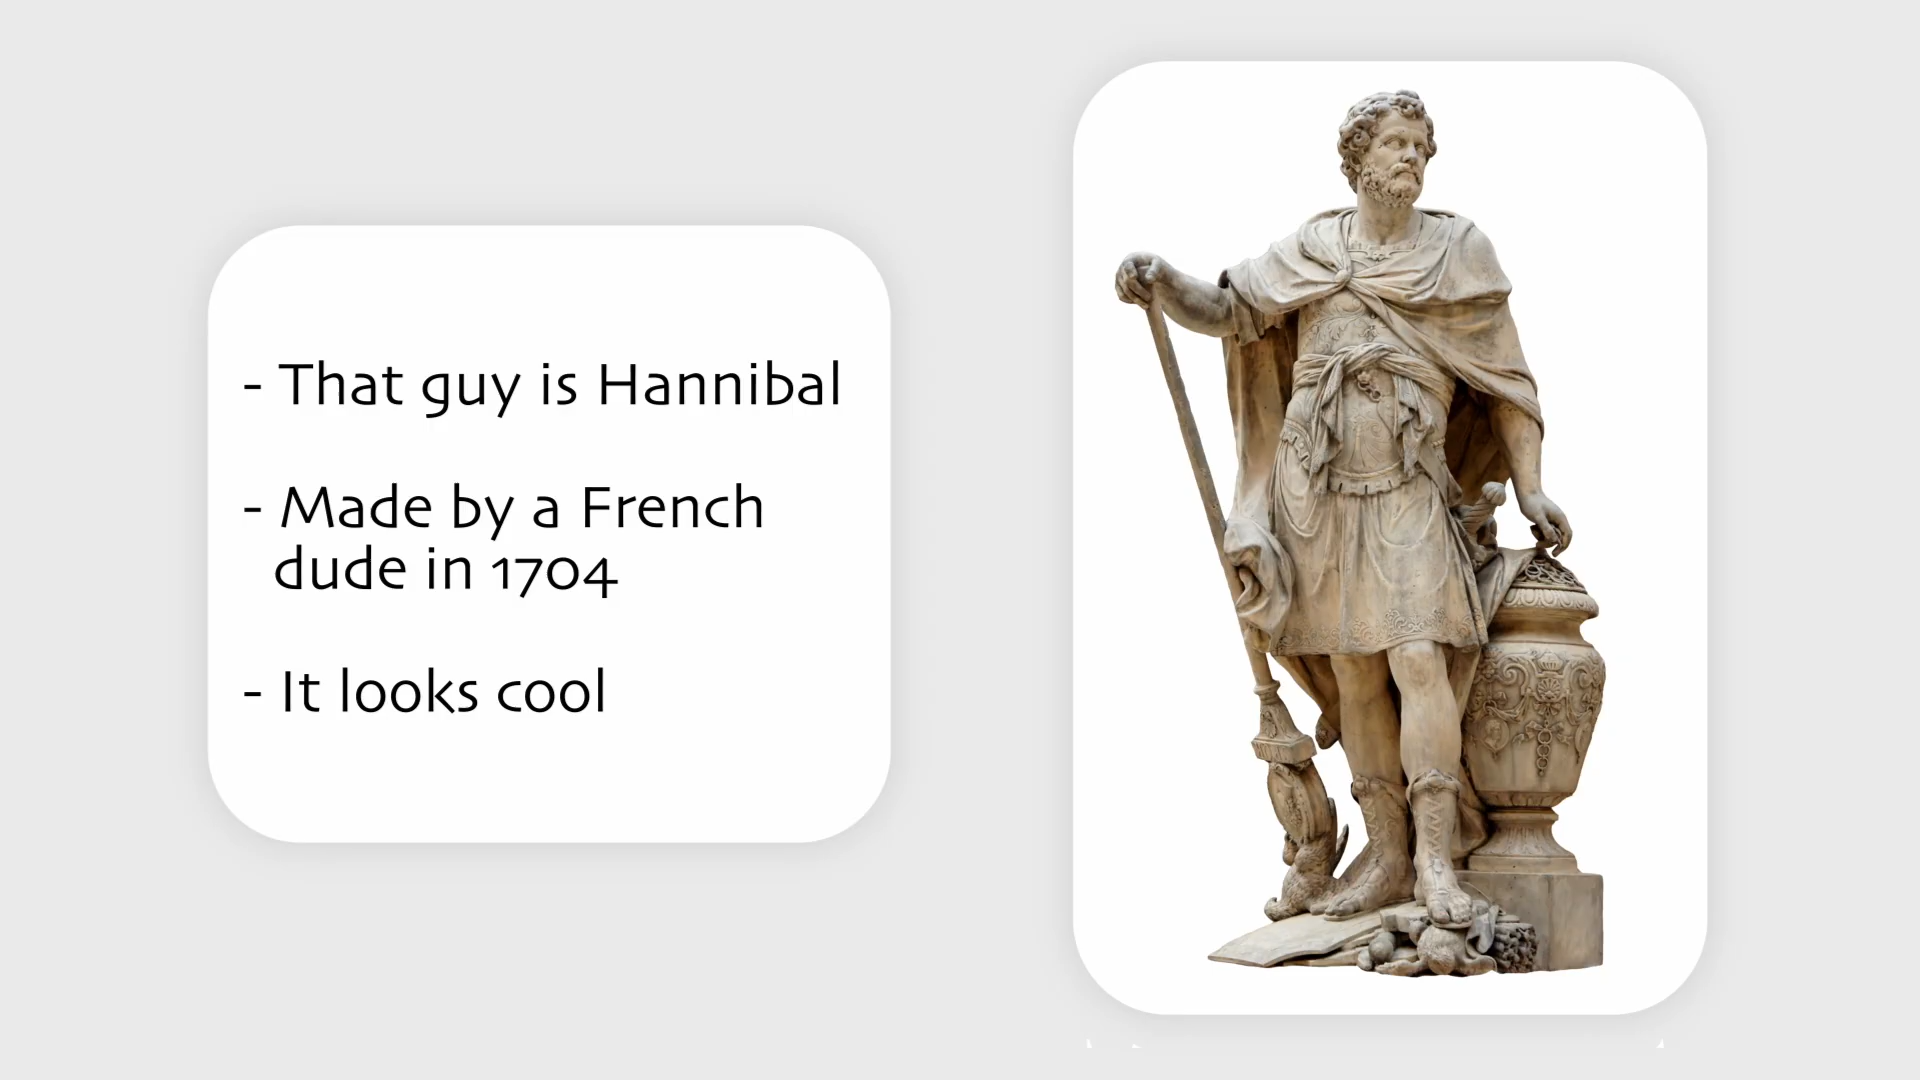 - That guy is Hannibal
- Made by a French
dude in 1704
- It looks cool